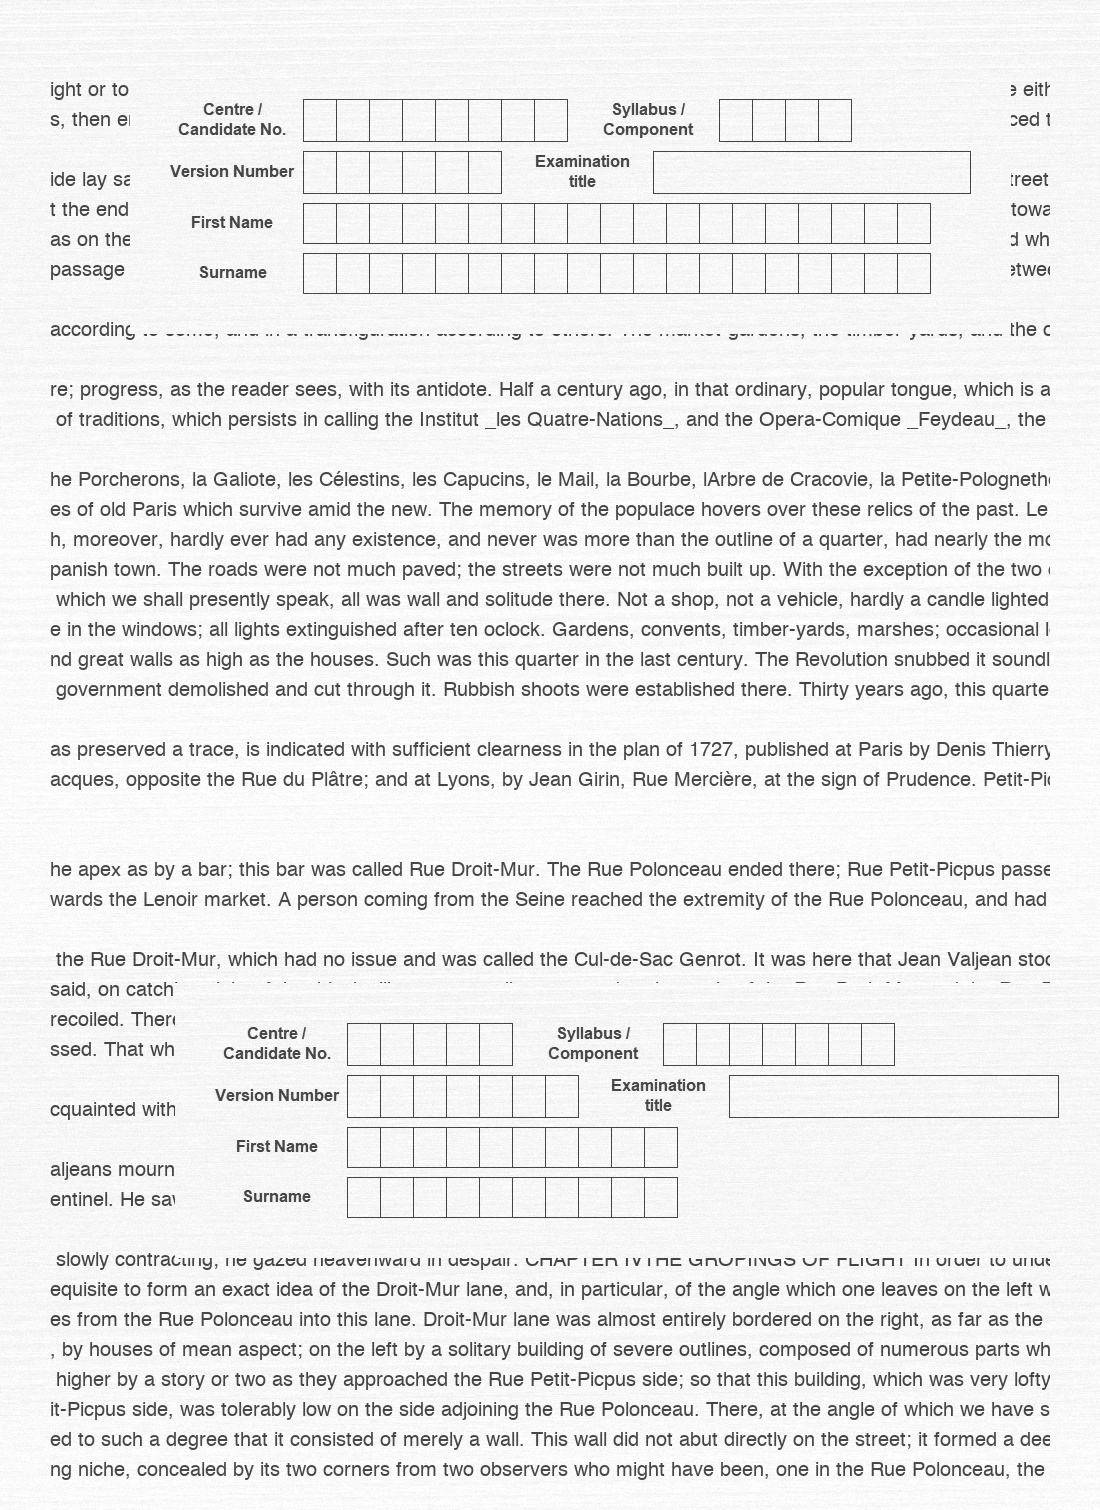 ight or to
eith
Centre /
Candidate No.
Syllabus /
Component
s, then
ced t
Version Number
Examination
title
ide lay
treet
t the end
towa
First Name
as on the
wh
passage
Surname
according to some, and in a transfiguration according to others. The market-gardens, the timber-yards, and the
re; progress, as the reader sees, with its antidote. Half a century ago, in that ordinary, popular tongue, which is a
of traditions, which persists in calling the Institut _les Quatre-Nations_, and the Opera-Comique _Feydeau_, the
he Porcherons, la Galiote, les Célestins, les Capucins, le Mail, la Bourbe, lArbre de Cracovie, la Petite-Polognethe
es of old Paris which survive amid the new. The memory of the populace hovers over these relics of the past. Le
h, moreover, hardly ever had any existence, and never was more than the outline of a quarter, had nearly the mo
panish town. The roads were not much paved; the streets were not much built up. With the exception of the two
which we shall presently speak, all was wall and solitude there. Not a shop, not a vehicle, hardly a candle lighted
e in the windows; all lights extinguished after ten oclock. Gardens, convents, timber-yards, marshes; occasional
nd great walls as high as the houses. Such was this quarter in the last century. The Revolution snubbed it soundl
government demolished and cut through it. Rubbish shoots were established there. Thirty years ago, this quarte
as preserved a trace, is indicated with sufficient clearness in the plan of 1727, published at Paris by Denis Thierry
acques, opposite the Rue du Plâtre; and at Lyons, by Jean Girin, Rue Mercière, at the sign of Prudence. Petit-Pic
he apex as by a bar; this bar was called Rue Droit-Mur. The Rue Polonceau ended there; Rue Petit-Picpus passe
wards the Lenoir market. A person coming from the Seine reached the extremity of the Rue Polonceau, and had
the Rue Droit-Mur, which had no issue and was called the Cul-de-Sac Genrot. It was here that Jean Valjean stoo
said, on catch
recoiled. There
Centre /
Candidate No.
Syllabus /
Component
ssed. That wh
Version Number
Examination
title
cquainted with
First Name
aljeans mourn
Surname
entinel. He
slowly contracting, he gazed heavenward in despair. CHAPTER IVTHE GROPINGS OF FLIGHT In order to unde
equisite to form an exact idea of the Droit-Mur lane, and, in particular, of the angle which one leaves on the left w
es from the Rue Polonceau into this lane. Droit-Mur lane was almost entirely bordered on the right, as far as the
, by houses of mean aspect; on the left by a solitary building of severe outlines, composed of numerous parts wh
higher by a story or two as they approached the Rue Petit-Picpus side; so that this building, which was very lofty
it-Picpus side, was tolerably low on the side adjoining the Rue Polonceau. There, at the angle of which we have s
ed to such a degree that it consisted of merely a wall. This wall did not abut directly on the street; it formed a dee
ng niche, concealed by its two corners from two observers who might have been, one in the Rue Polonceau, the